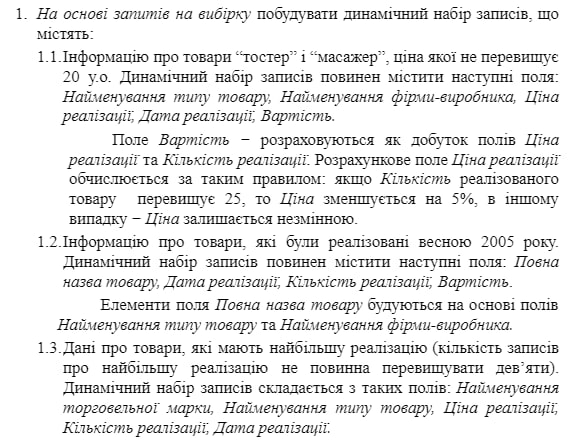 1. На основі запитів на вибірку побудувати динамічний набір записів, що
містять:
1.1.Інформацію про товари “тостер” і “масажер”, ціна якої не перевищує
20 у.о. Динамічний набір записів повинен містити наступні поля:
Найменування типу товару, Найменування фірми-виробника, Ціна
реалізації, Дата реалізації, Вартість.
Поле Вартість − розраховуються як добуток полів Ціна
реалізації та Кількість реалізації. Розрахункове поле Ціна реалізації
обчислюється за таким правилом: якщо Кількість реалізованого
товару перевищує 25, то Ціна зменшується на 5%, в іншому
випадку − Ціна залишається незмінною.
1.2.Інформацію про товари, які були реалізовані весною 2005 року.
Динамічний набір записів повинен містити наступні поля: Повна
назва товару, Дата реалізації, Кількість реалізації, Вартість.
Елементи поля Повна назва товару будуються на основі полів
Найменування типу товару та Найменування фірми-виробника.
1.3.Дані про товари, які мають найбільшу реалізацію (кількість записів
про найбільшу реалізацію не повинна перевищувати дев’яти).
Динамічний набір записів складається з таких полів: Найменування
торговельної марки, Найменування типу товару, Ціна реалізації,
Кількість реалізації, Дата реалізації.